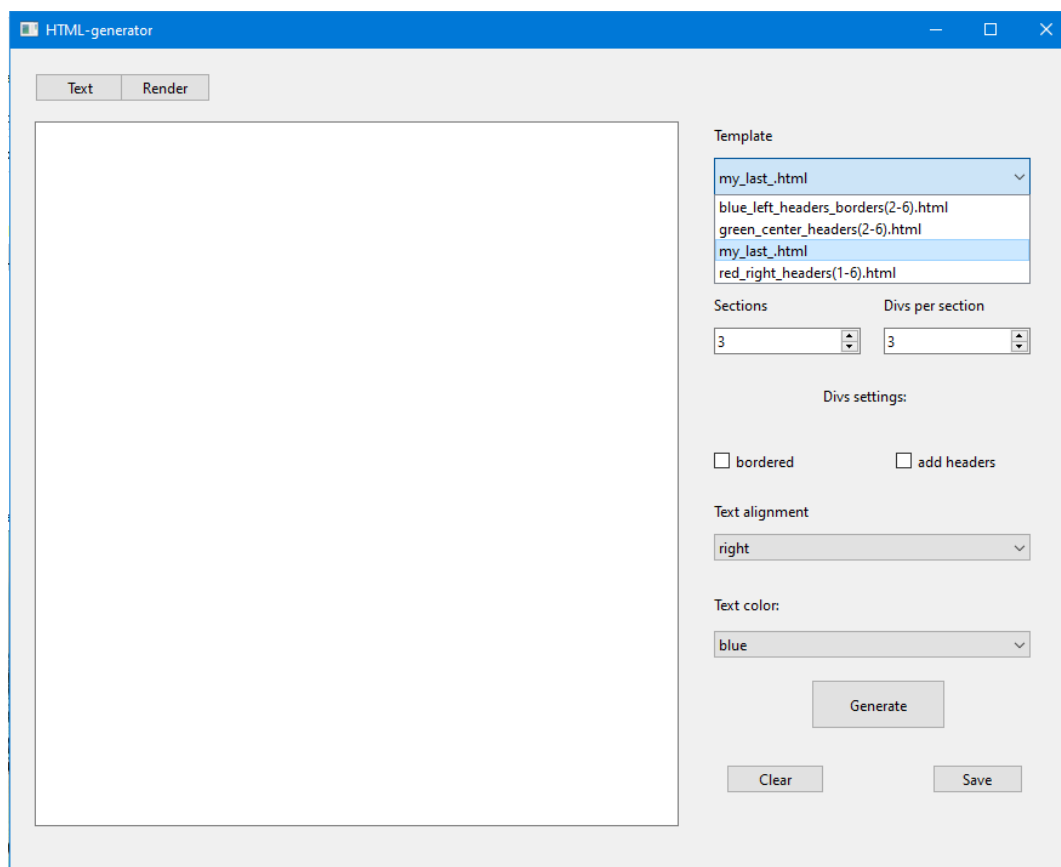 HTML-generator
Text Render
Template
my_last_.html
blue_left_headers_borders(2-6).html
green_center_headers(2-6).html
my_last_.html
red_right_headers(1-6).html
Sections Divs per section
3 3
Divs settings:
bordered add headers
Text alignment
right
Text color:
blue
Generate
Clear Save